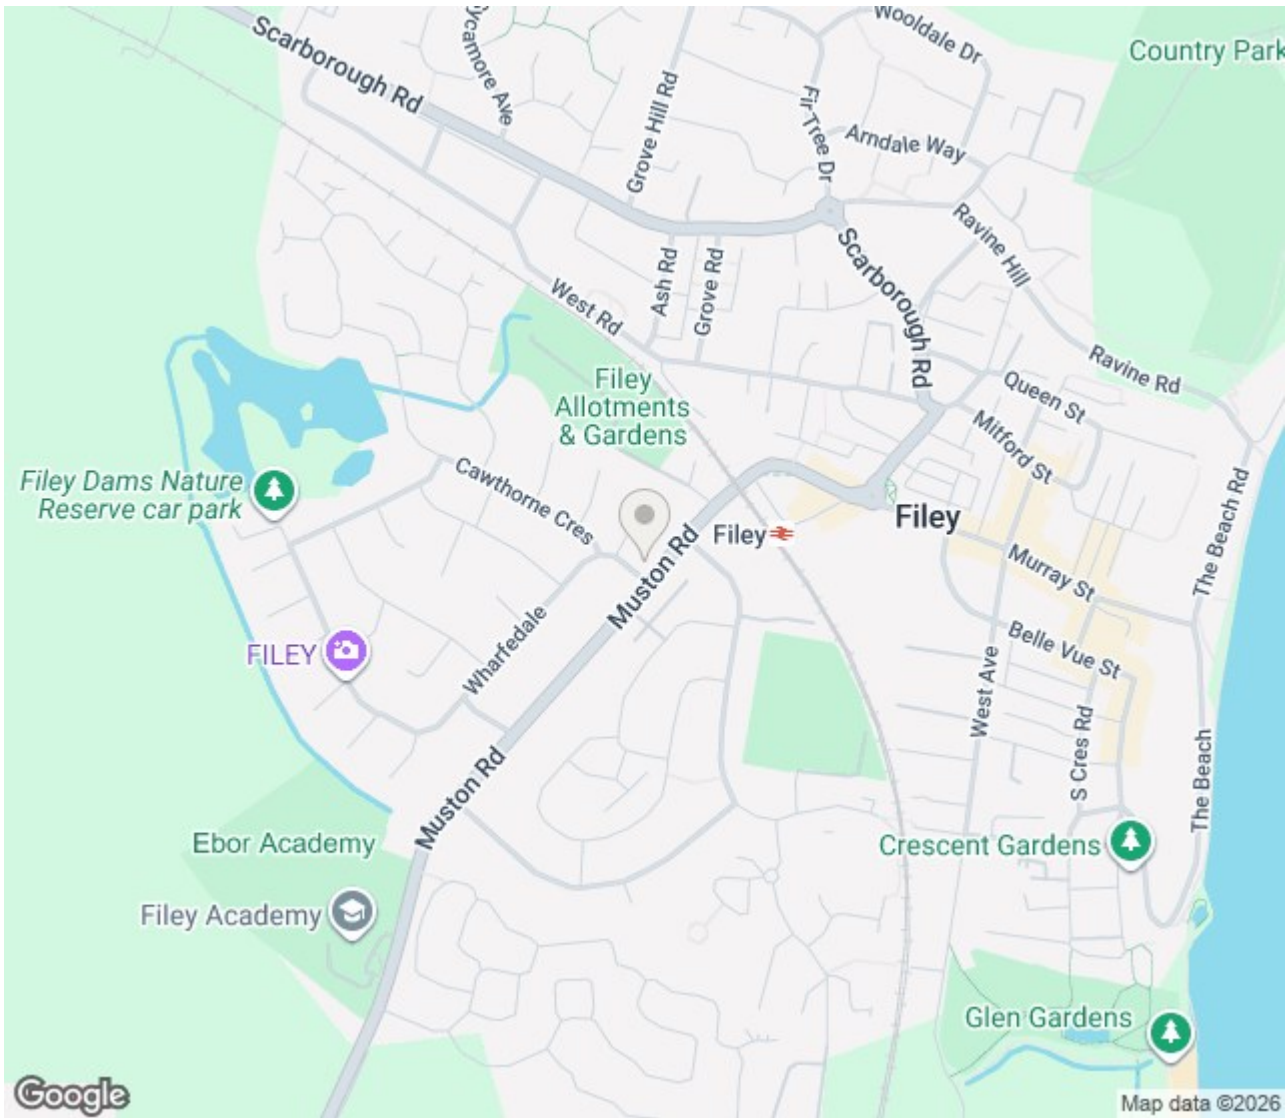 Wooldale Dr
Country Park
Scarborough Rd
Sycamore Ave
Grove Hill Rd
Fir Tree Dr
Arndale Way
Ravine Hill
Scarborough Rd
Ash Rd
Grove Rd
West Rd
Ravine Rd
Filey
Allotments
& Gardens
Queen St
Mitford St
Cawthorne Cres
Filey Dams Nature
Reserve car park
The Beach Rd
Filey
Filey
Muston Rd
Murray St
Belle Vue St
FILEY
Wharfedale
West Ave
S Cres Rd
The Beach
Muston Rd
Ebor Academy
Crescent Gardens
Filey Academy
Glen Gardens
Google
Map data ©2026